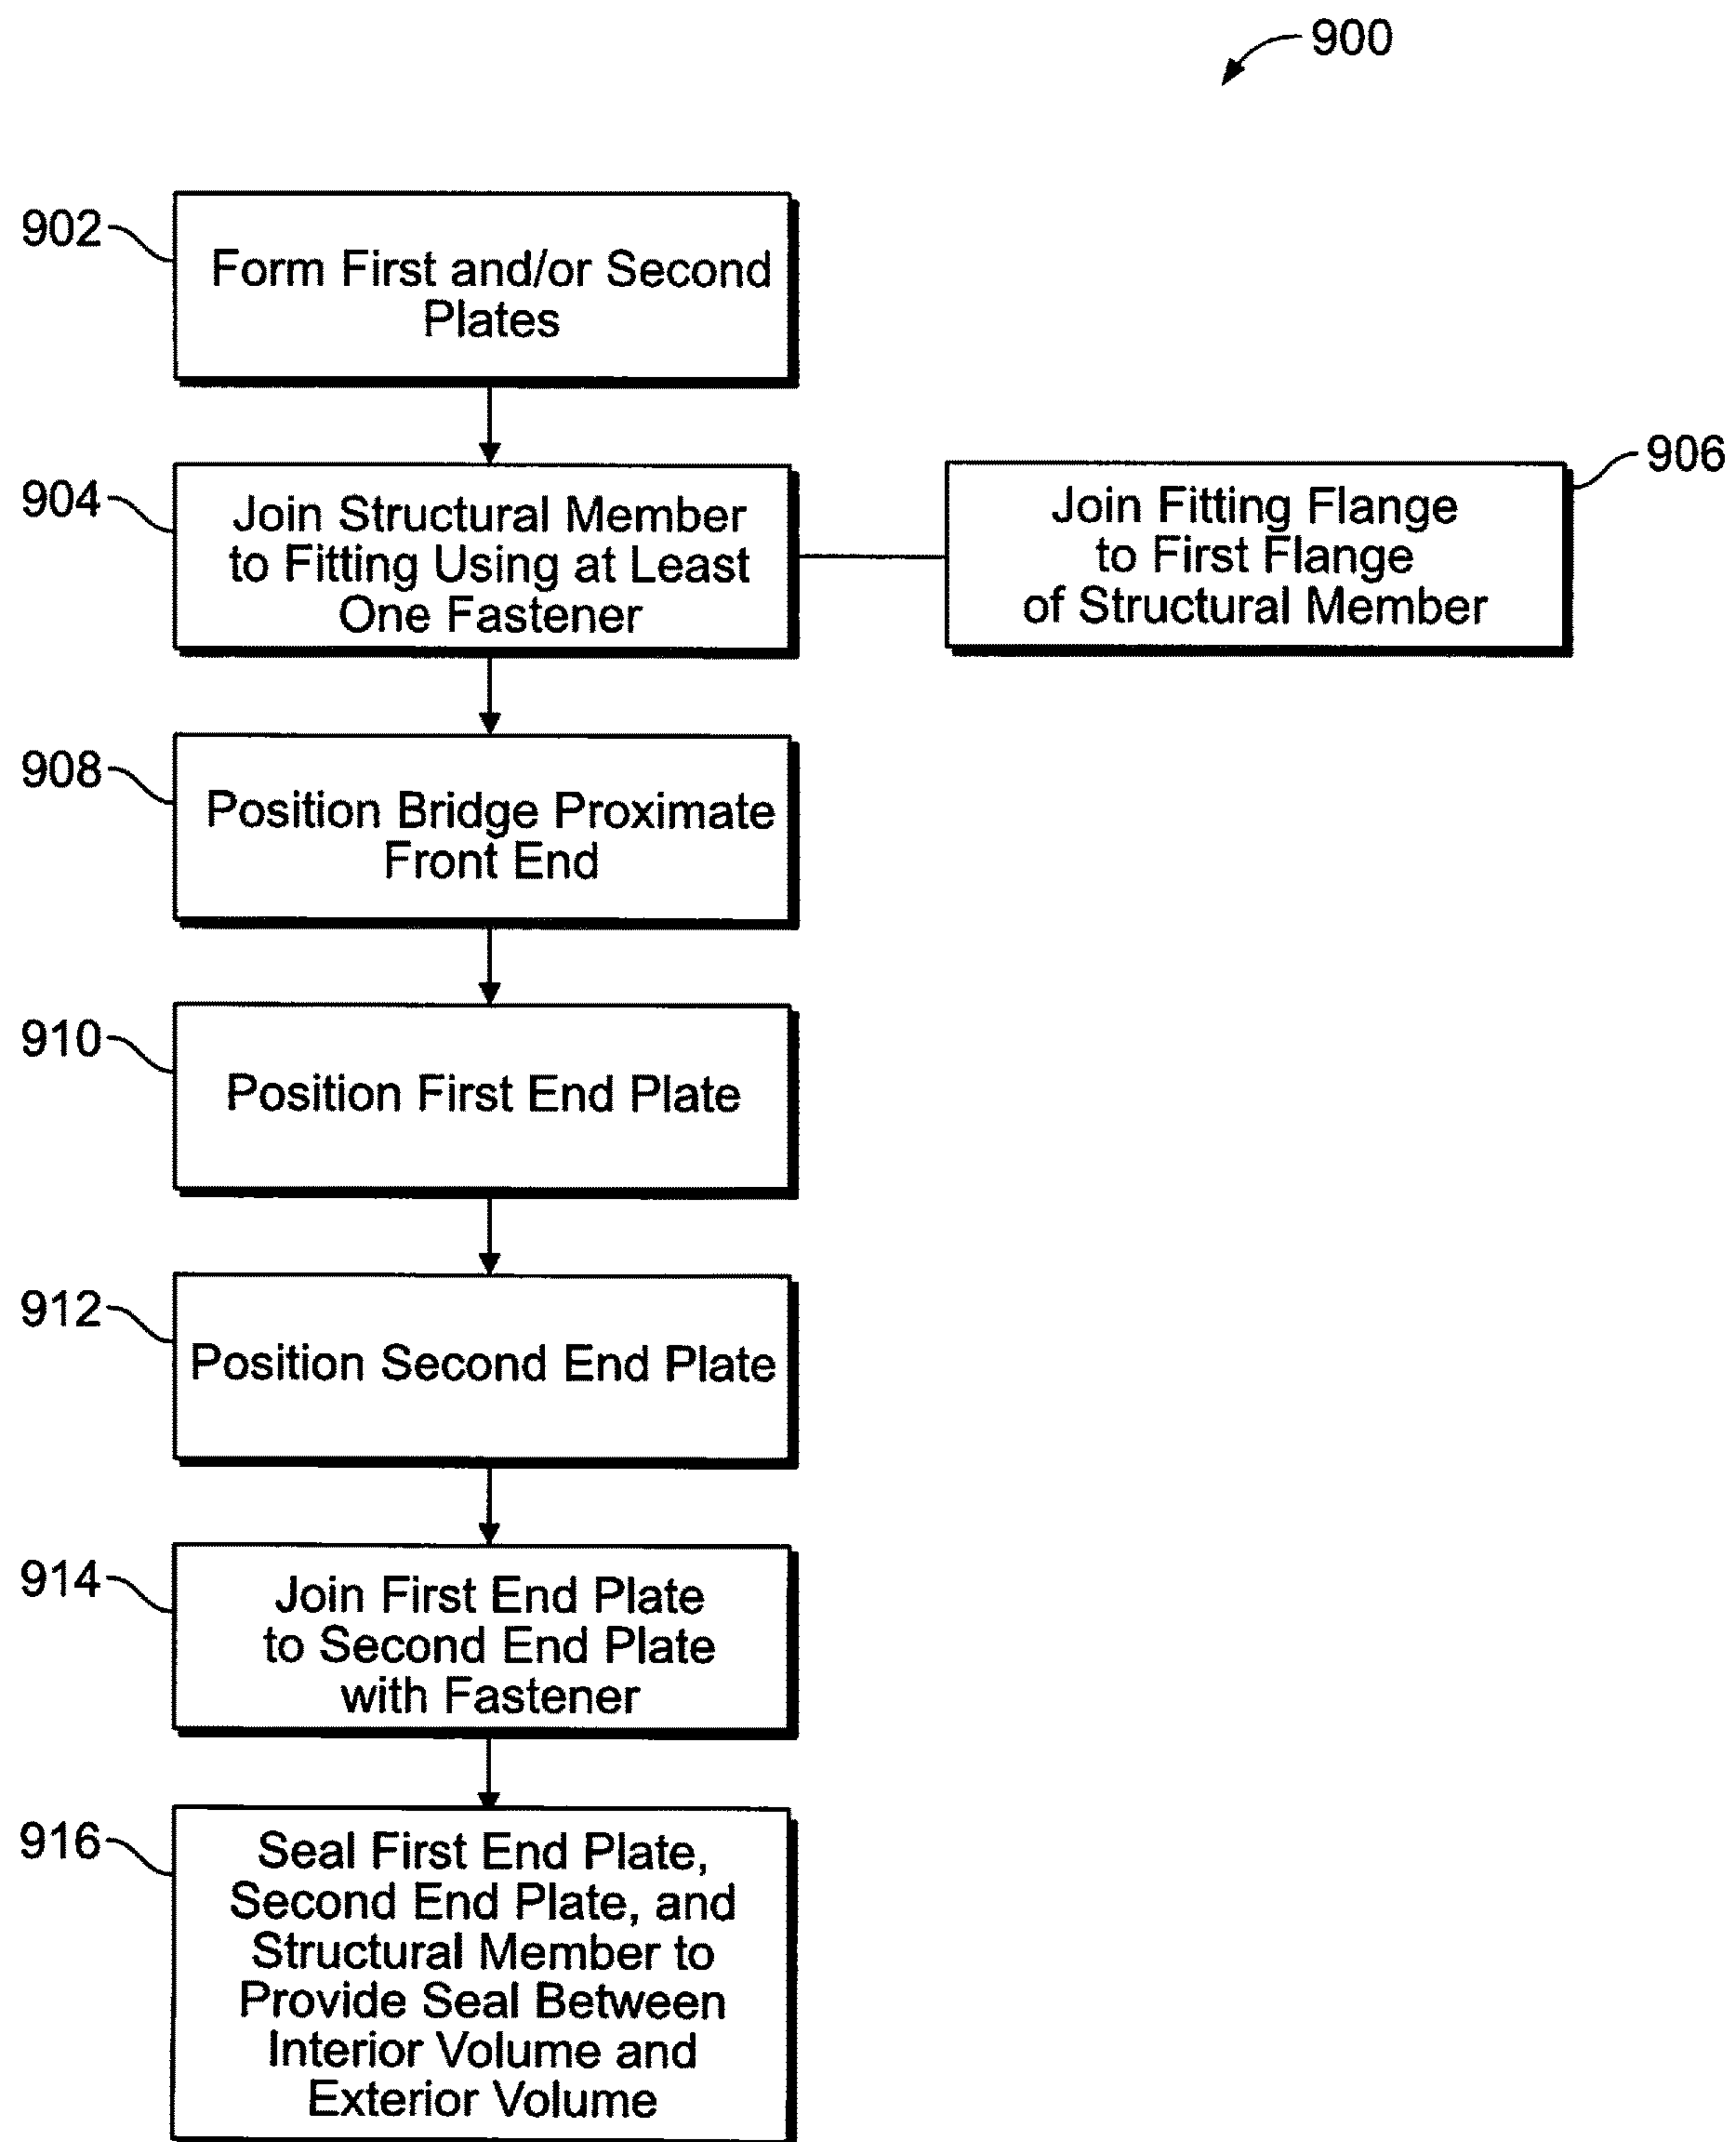 900
902
Form First and/or Second
Plates
904
Join Structural Member
to Fitting Using at Least
One Fastener
906
Join Fitting Flange
to First Flange
of Structural Member
908
Position Bridge Proximate
Front End
910
Position First End Plate
912
Position Second End Plate
914
Join First End Plate
to Second End Plate
with Fastener
916
Seal First End Plate,
Second End Plate, and
Structural Member to
Provide Seal Between
Interior Volume and
Exterior Volume